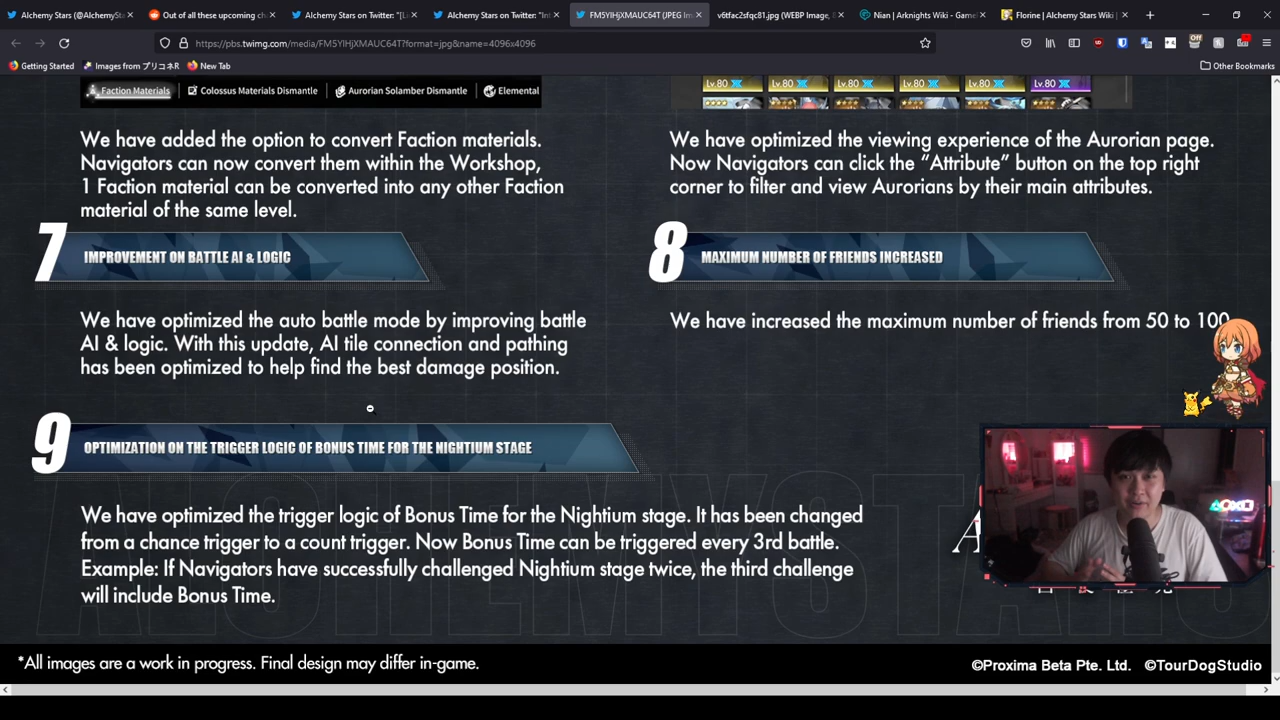 Alchemy Stars (@AlchemySta
Out of all these upcoming ch
Alchemy Stars on Twitter: "[Li
Alchemy Stars on Twitter: "Int
FM5YIHjXMAUC64T (JPEG Im
v6tfac2sfqc81.jpg (WEBP Image, 8
Nian | Arknights Wiki - Game
Florine | Alchemy Stars Wiki |
https://pbs.twimg.com/media/FM5YIHjXMAUC64T?format=jpg&name=4096x4096
Off
Getting Started
Images from プリコネR
New Tab
Other Bookmarks
Faction Materials
Colossus Materials Dismantle
Aurorian Solamber Dismantle
Elemental
Lv.80 Lv.80 Lv.80 Lv.80 Lv.80 Lv.80
We have added the option to convert Faction materials.
Navigators can now convert them within the Workshop,
1 Faction material can be converted into any other Faction
material of the same level.
We have optimized the viewing experience of the Aurorian page.
Now Navigators can click the “Attribute” button on the top right
corner to filter and view Aurorians by their main attributes.
7 IMPROVEMENT ON BATTLE AI & LOGIC
We have optimized the auto battle mode by improving battle
AI & logic. With this update, AI tile connection and pathing
has been optimized to help find the best damage position.
8 MAXIMUM NUMBER OF FRIENDS INCREASED
We have increased the maximum number of friends from 50 to 100
9 OPTIMIZATION ON THE TRIGGER LOGIC OF BONUS TIME FOR THE NIGHTIUM STAGE
We have optimized the trigger logic of Bonus Time for the Nightium stage. It has been changed
from a chance trigger to a count trigger. Now Bonus Time can be triggered every 3rd battle.
Example: If Navigators have successfully challenged Nightium stage twice, the third challenge
will include Bonus Time.
ALCHEMY STARS
*All images are a work in progress. Final design may differ in-game.
©Proxima Beta Pte. Ltd. ©TourDogStudio